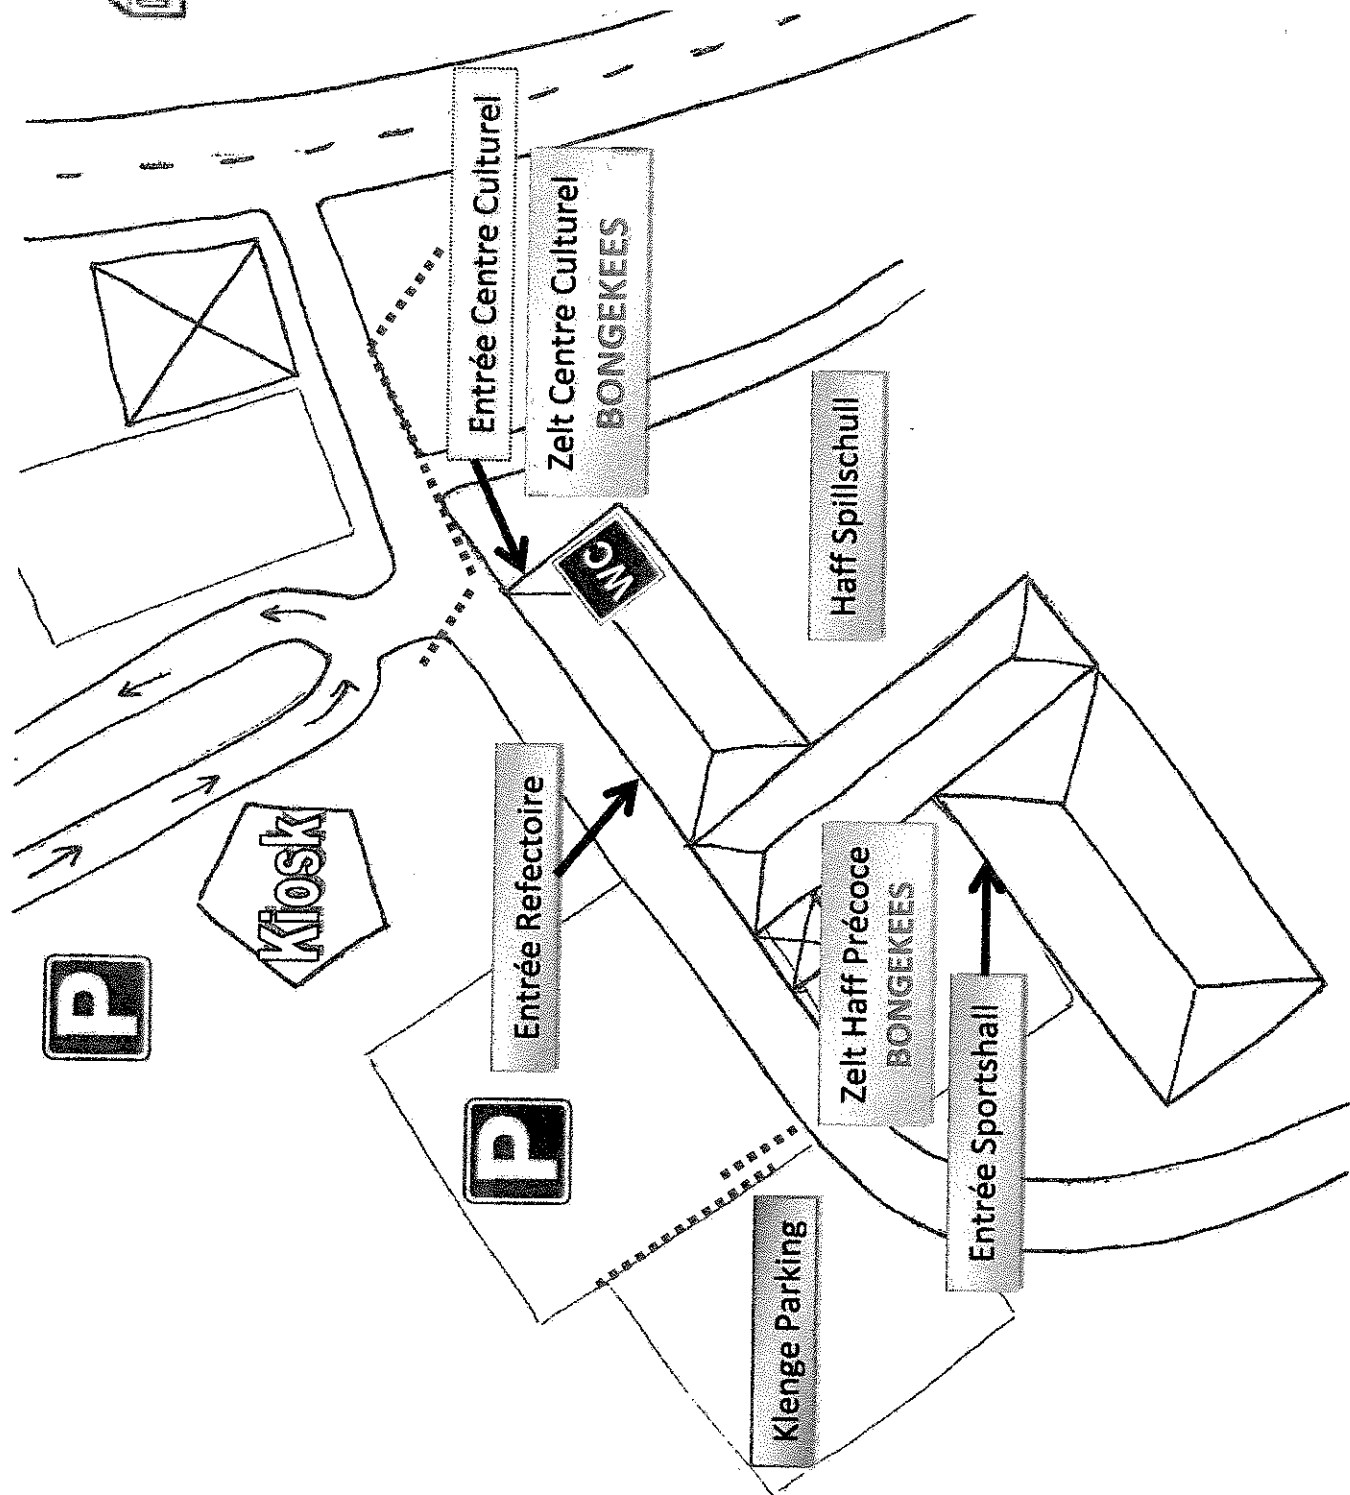 Entrée Centre Culturel
Zelt Centre Culturel
BONGEKEES
WC
Haff Spillschull
Kiosk
P
Entrée Refectoire
P
Zelt Haff Précoce
BONGEKEES
Entrée Sportshall
Klenge Parking